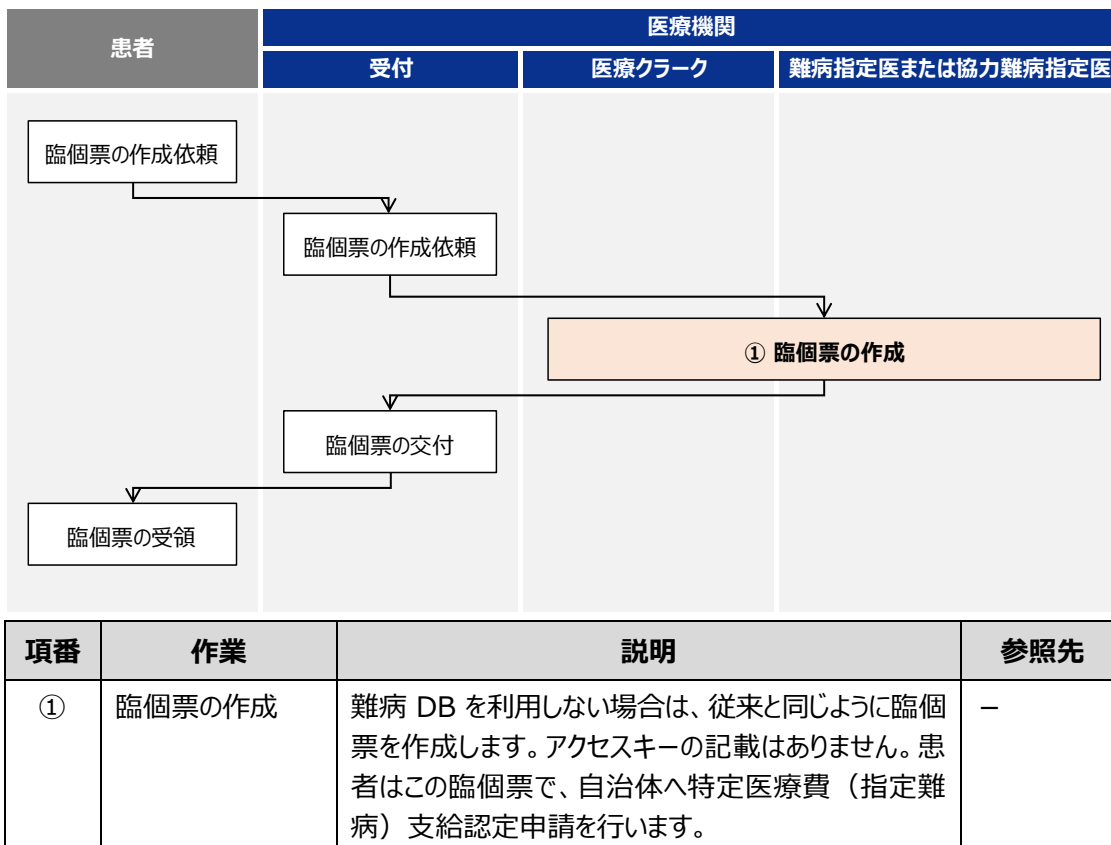 患者
医療機関
受付
医療クラーク
難病指定医または協力難病指定医
臨個票の作成依頼
臨個票の作成依頼
① 臨個票の作成
臨個票の交付
臨個票の受領
項番 作業 説明 参照先
① 臨個票の作成 難病 DB を利用しない場合は、従来と同じように臨個 －
票を作成します。アクセスキーの記載はありません。患
者はこの臨個票で、自治体へ特定医療費（指定難
病）支給認定申請を行います。